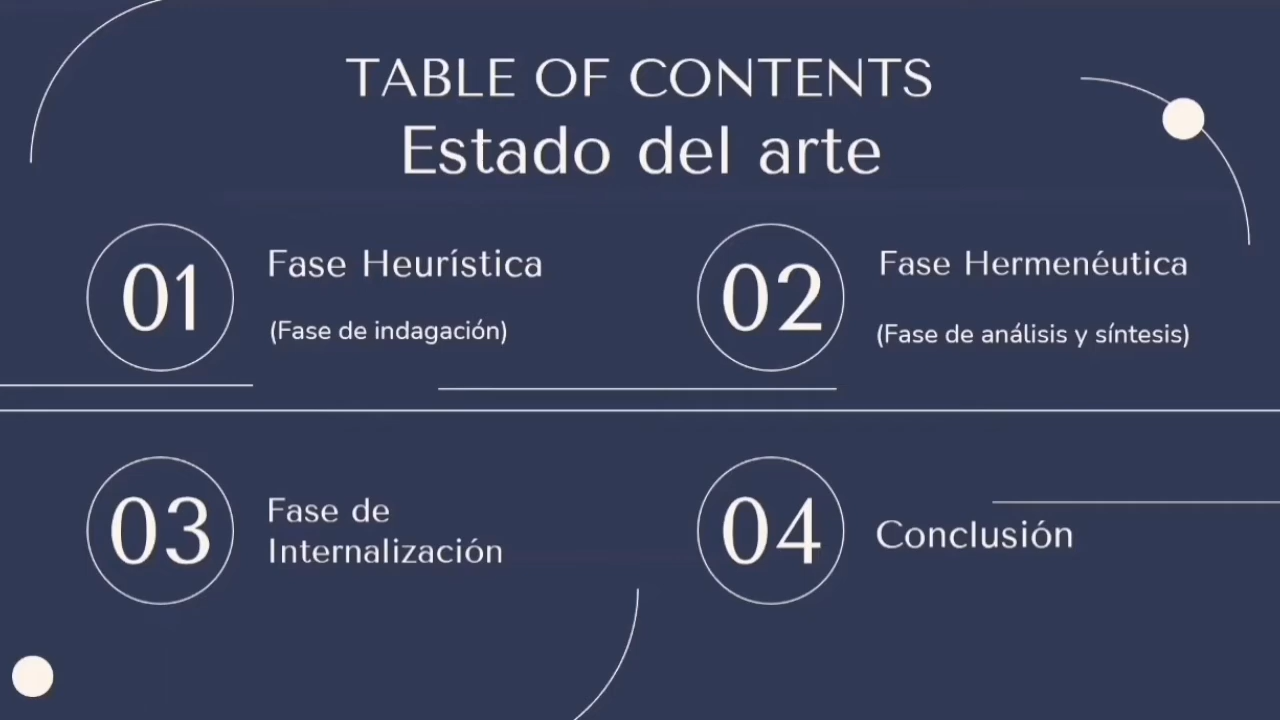 TABLE OF CONTENTS
Estado del arte
01
Fase Heurística
(Fase de indagación)
02
Fase Hermenéutica
(Fase de análisis y síntesis)
03
Fase de
Internalización
04
Conclusión